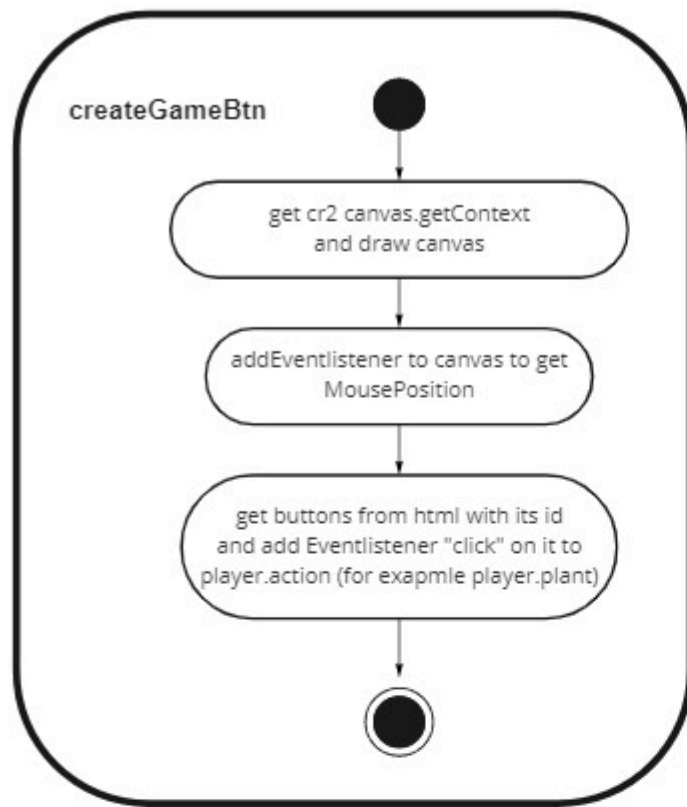 createGameBtn
get cr2 canvas.getContext
and draw canvas
addEventlistener to canvas to get
MousePosition
get buttons from html with its id
and add Eventlistener "click" on it to
player.action (for exapmle player.plant)